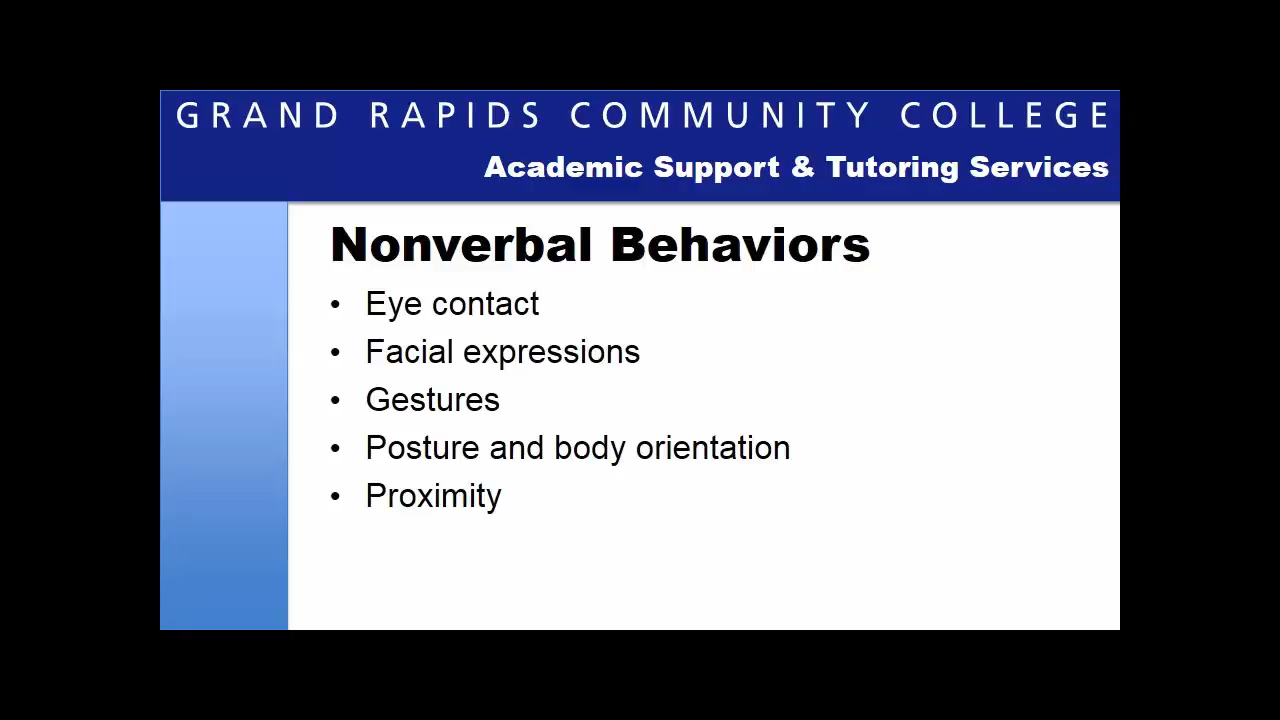 GRAND RAPIDS COMMUNITY COLLEGE
Academic Support & Tutoring Services
Nonverbal Behaviors
• Eye contact
• Facial expressions
• Gestures
• Posture and body orientation
• Proximity